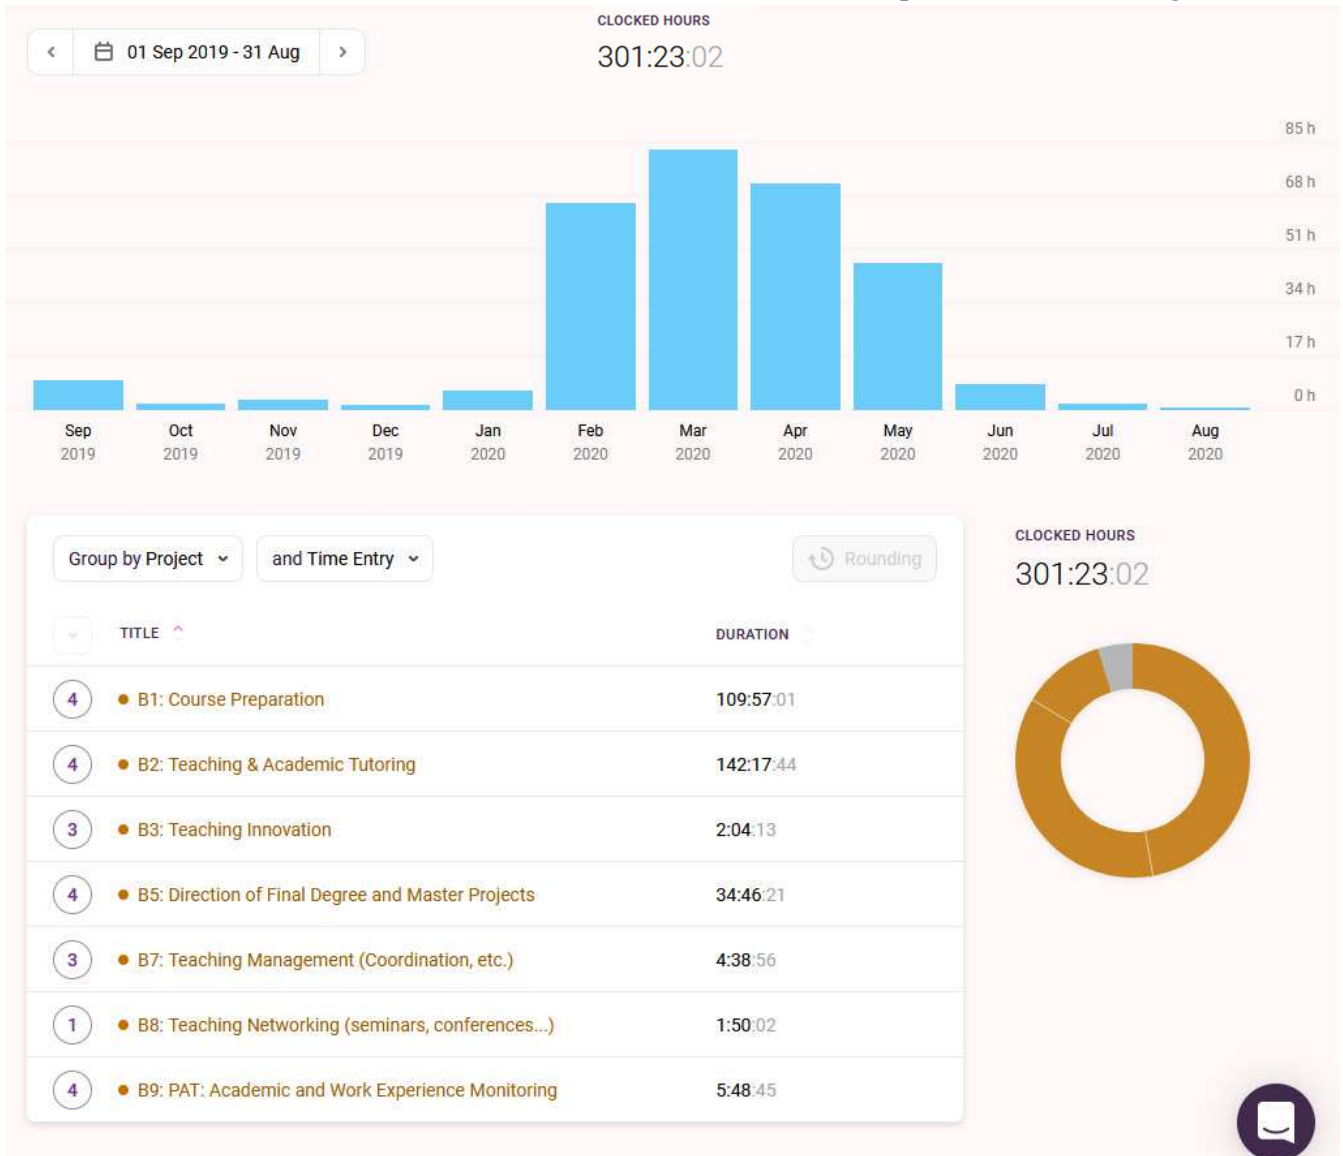 CLOCKED HOURS
01 Sep 2019 - 31 Aug
301:23:02
85 h
68 h
51 h
34 h
17 h
0 h
Sep Oct Nov Dec Jan Feb Mar Apr May Jun Jul Aug
2019 2019 2019 2019 2020 2020 2020 2020 2020 2020 2020 2020
Group by Project and Time Entry Rounding
CLOCKED HOURS
301:23:02
TITLE DURATION
4 B1: Course Preparation 109:57:01
4 B2: Teaching & Academic Tutoring 142:17:44
3 B3: Teaching Innovation 2:04:13
4 B5: Direction of Final Degree and Master Projects 34:46:21
3 B7: Teaching Management (Coordination, etc.) 4:38:56
1 B8: Teaching Networking (seminars, conferences...) 1:50:02
4 B9: PAT: Academic and Work Experience Monitoring 5:48:45